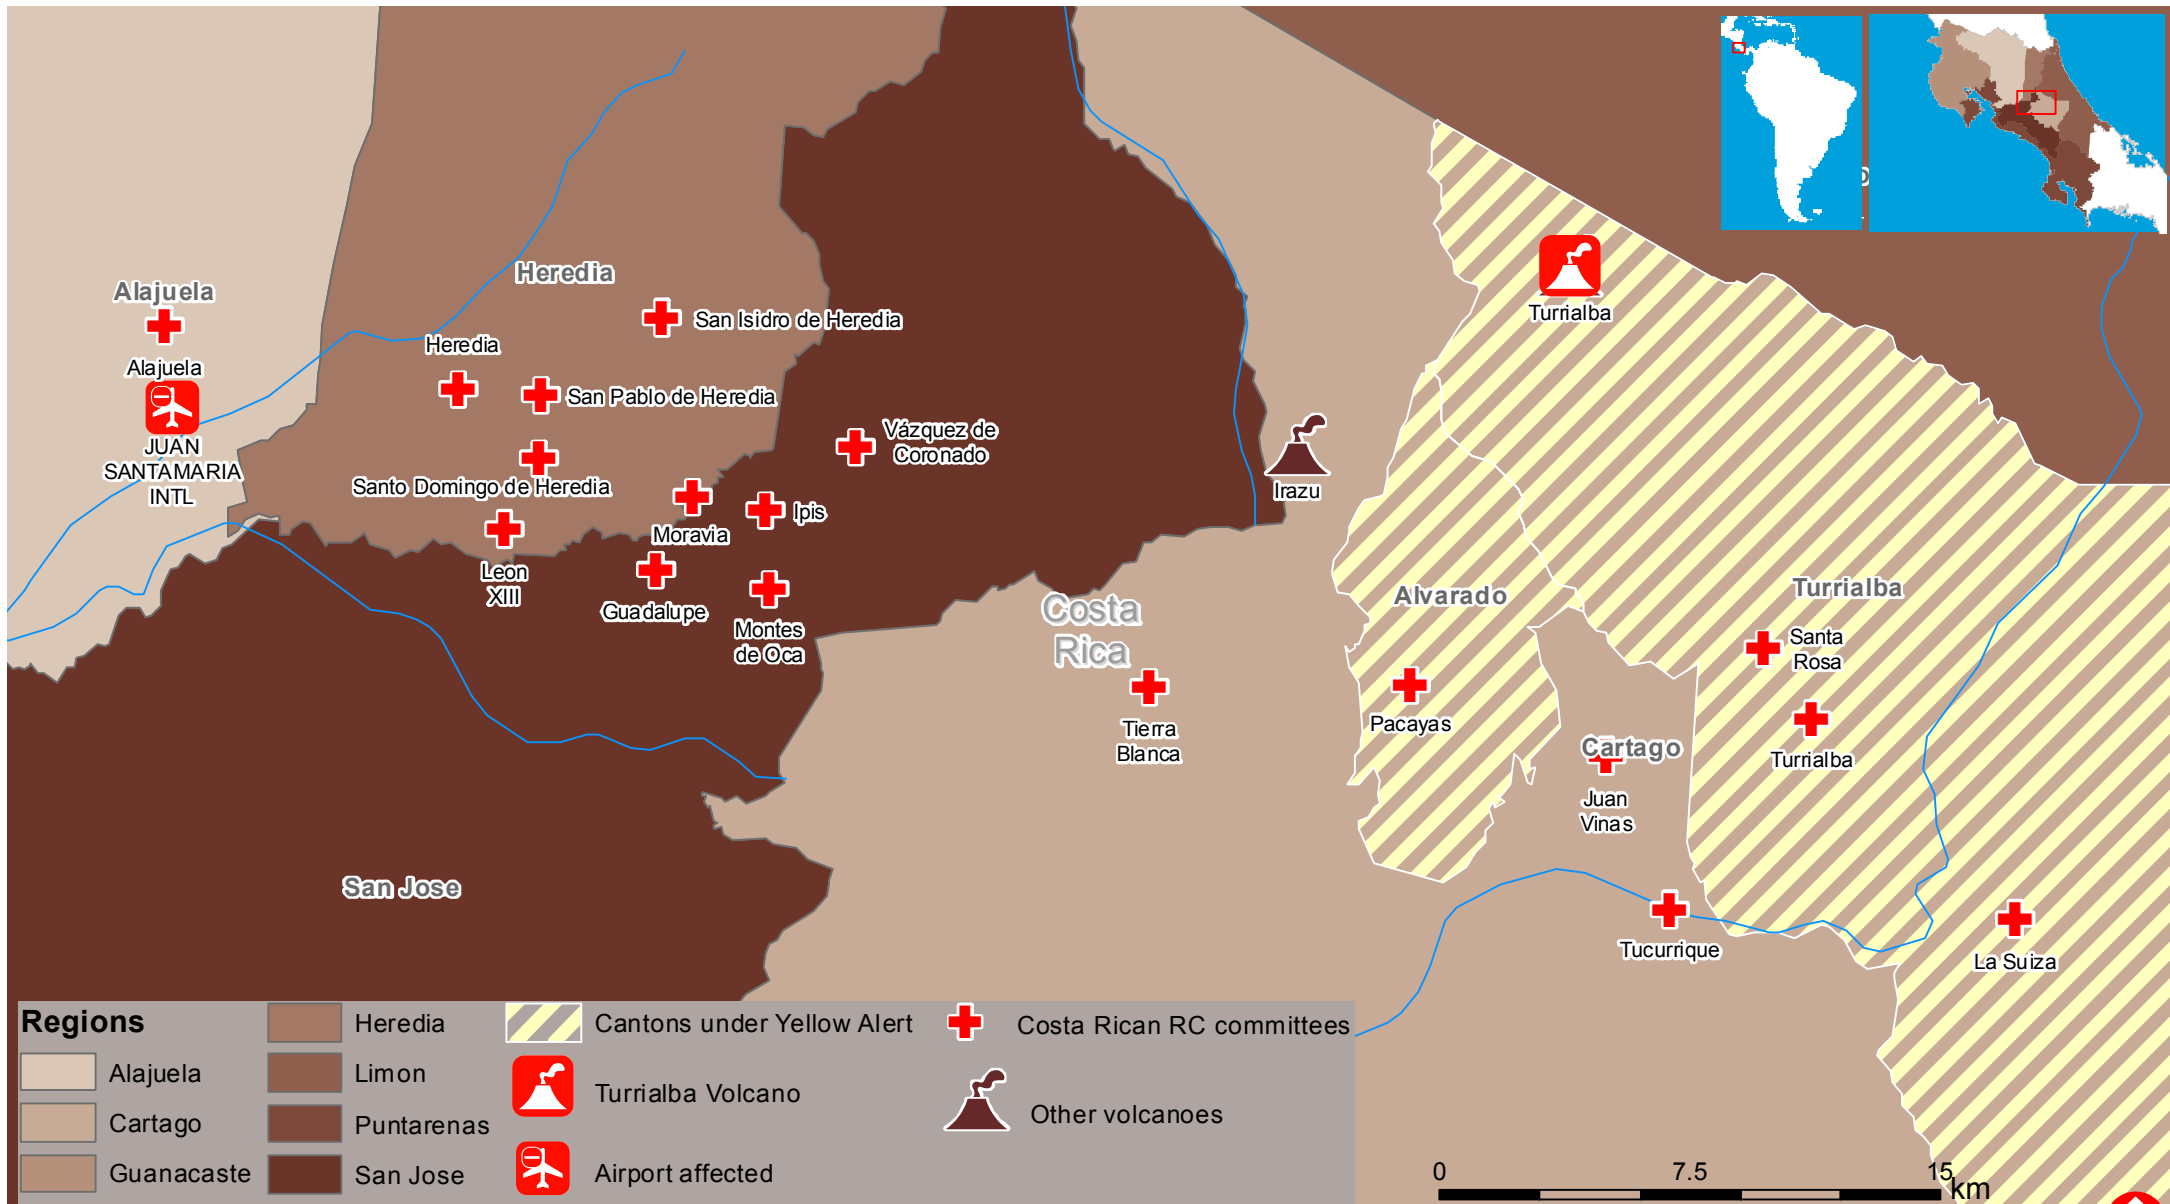 Alajuela
Alajuela
JUAN
SANTAMARIA
INTL
Heredia
San Isidro de Heredia
Heredia
San Pablo de Heredia
Santo Domingo de Heredia
Leon
XIII
Moravia
Guadalupe
Ipis
Vázquez de
Coronado
Montes
de Oca
Irazu
Turrialba
Costa
Rica
Tierra
Blanca
Alvarado
Pacayas
Turrialba
Santa
Rosa
Turrialba
Cartago
Juan
Vinas
Tucurrique
La Suiza
San Jose
Regions
Alajuela
Cartago
Guanacaste
Heredia
Limon
Puntarenas
San Jose
Cantons under Yellow Alert
Turrialba Volcano
Airport affected
Costa Rican RC committees
Other volcanoes
0 7.5 15
km